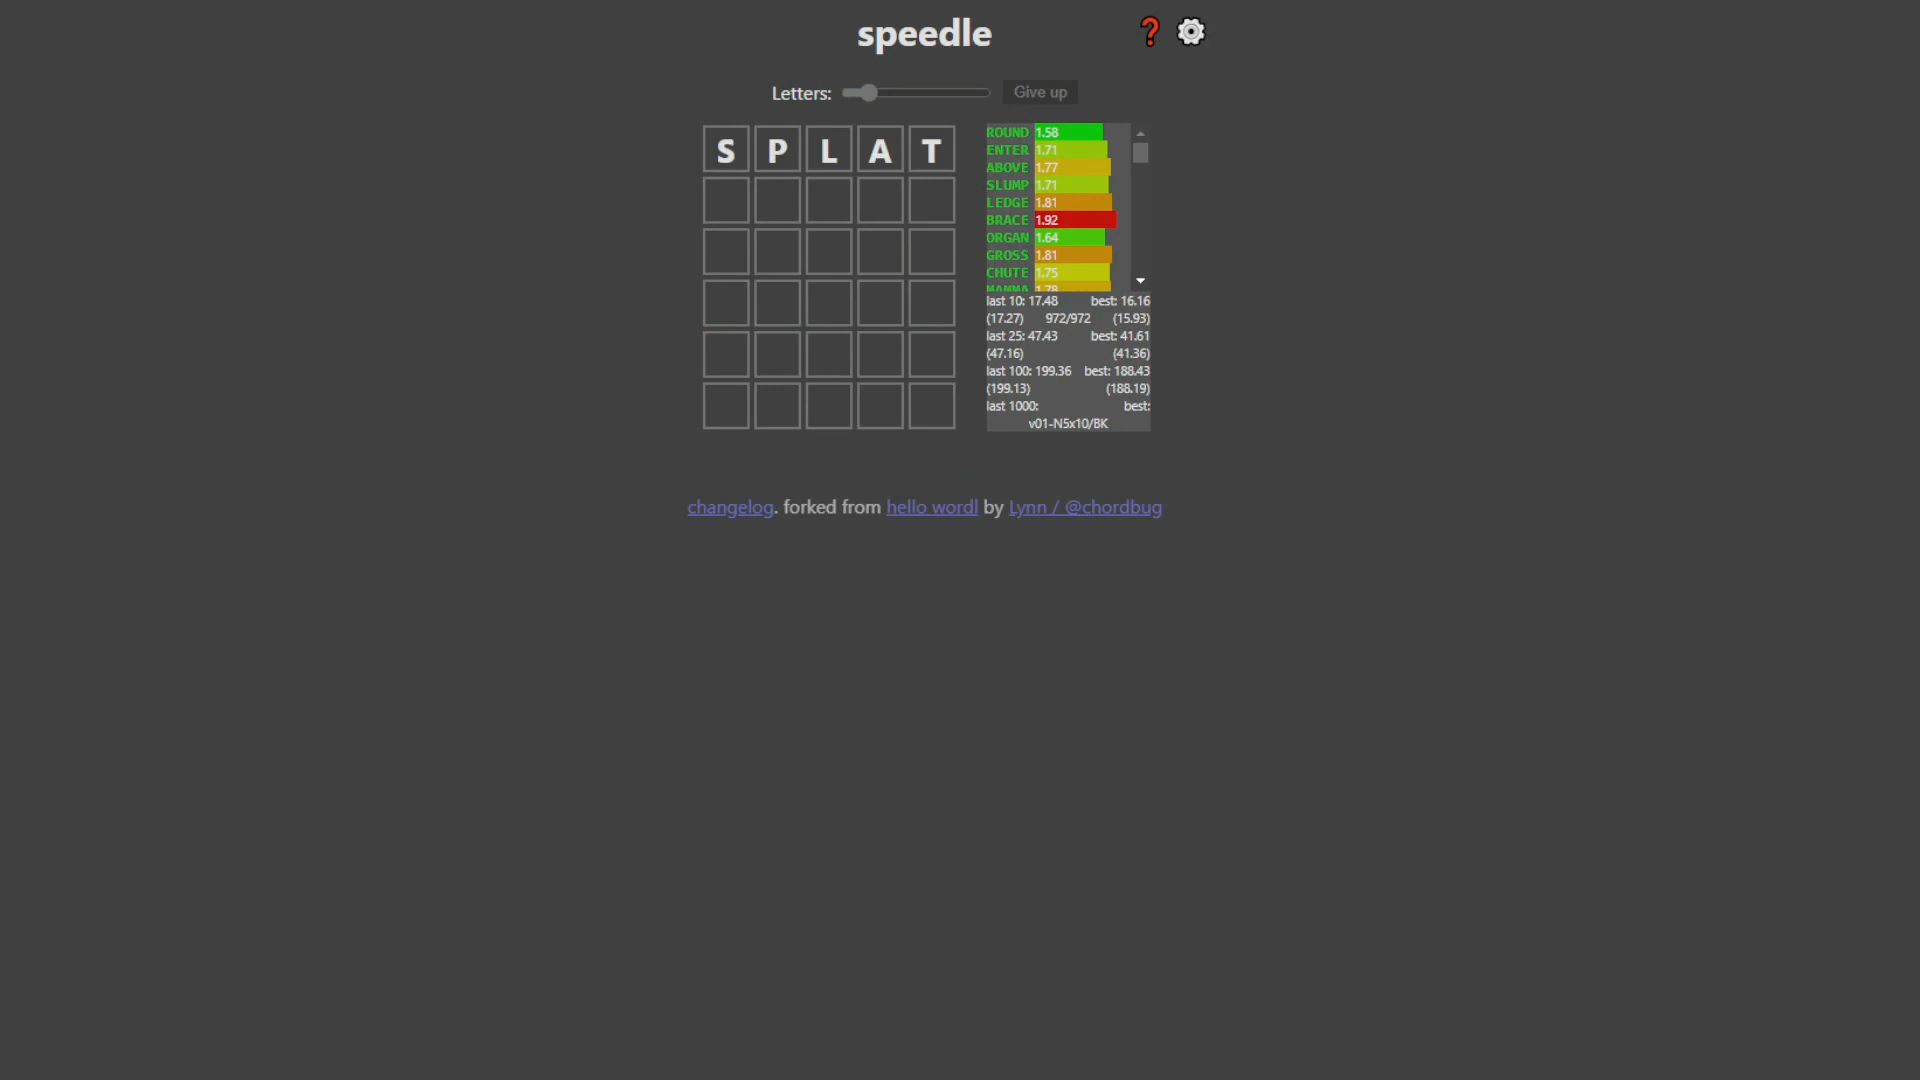 speedle
Letters:
Give up
S P L A T
ROUND 1.58
ENTER 1.71
ABOVE 1.77
SLUMP 1.71
LEDGE 1.81
BRACE 1.92
ORGAN 1.64
GROSS 1.81
CHUTE 1.75
MAMMA 1.78
last 10: 17.48 best: 16.16
(17.27) 972/972 (15.93)
last 25: 47.43 best: 41.61
(47.16) (41.36)
last 100: 199.36 best: 188.43
(199.13) (188.19)
last 1000: best:
v01-N5x10/BK
changelog. forked from hello wordl by Lynn / @chordbug